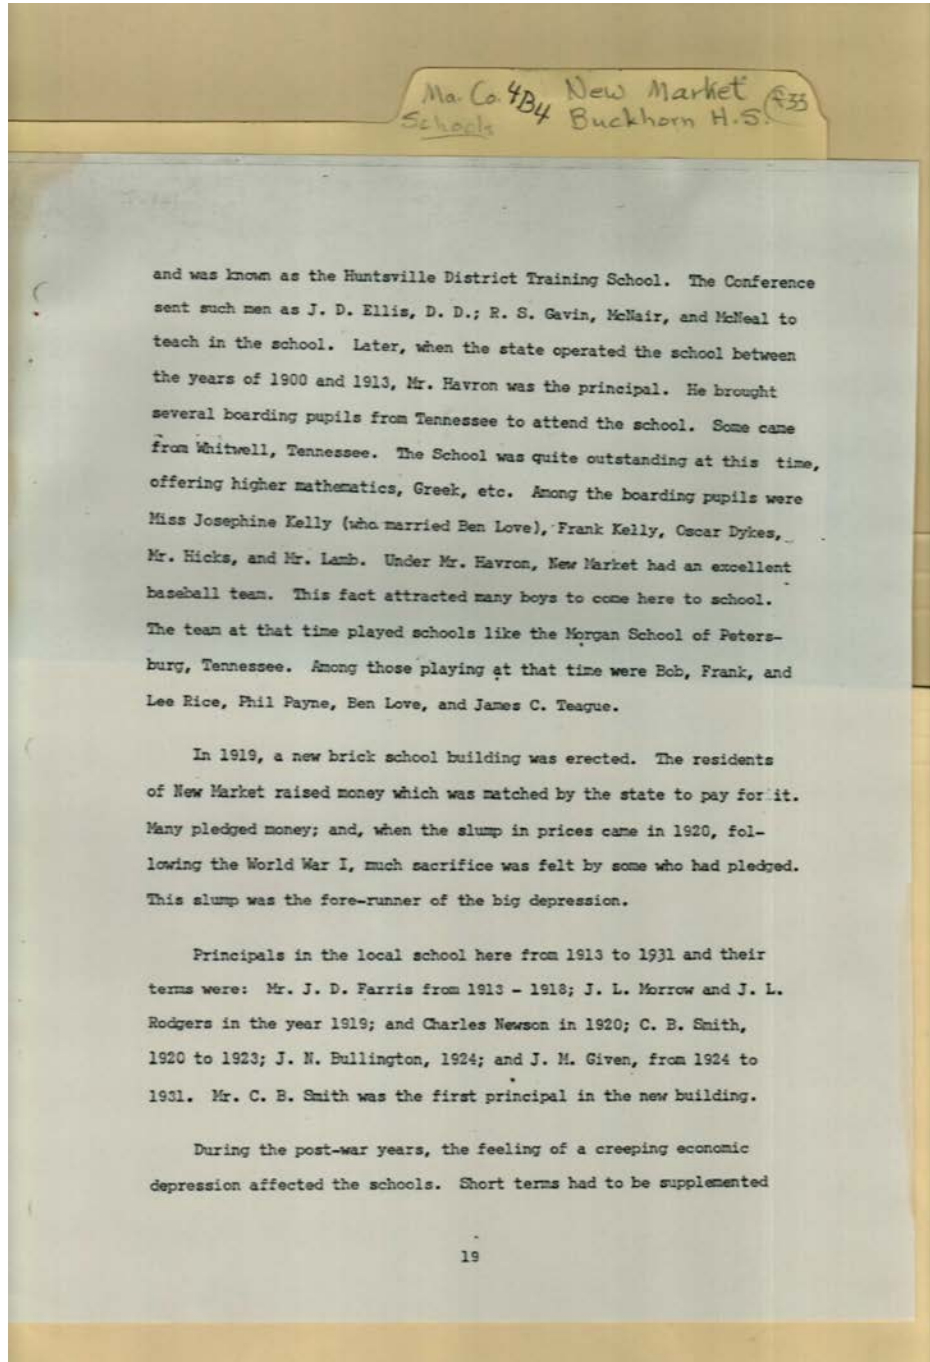 Ma. Co. 4B4 New Market f33
Schools Buckhorn H.S.
and was known as the Huntsville District Training School. The Conference
sent such men as J. D. Ellis, D. D.; R. S. Gavin, McNair, and McNeal to
teach in the school. Later, when the state operated the school between
the years of 1900 and 1913, Mr. Havron was the principal. He brought
several boarding pupils from Tennessee to attend the school. Some came
from Whitwell, Tennessee. The School was quite outstanding at this time,
offering higher mathematics, Greek, etc. Among the boarding pupils were
Miss Josephine Kelly (who married Ben Love), Frank Kelly, Oscar Dykes,
Mr. Hicks, and Mr. Lamb. Under Mr. Havron, New Market had an excellent
baseball team. This fact attracted many boys to come here to school.
The team at that time played schools like the Morgan School of Peters-
burg, Tennessee. Among those playing at that time were Bob, Frank, and
Lee Rice, Phil Payne, Ben Love, and James C. Teague.
In 1919, a new brick school building was erected. The residents
of New Market raised money which was matched by the state to pay for it.
Many pledged money; and, when the slump in prices came in 1920, fol-
lowing the World War I, much sacrifice was felt by some who had pledged.
This slump was the fore-runner of the big depression.
Principals in the local school here from 1913 to 1931 and their
terms were: Mr. J. D. Farris from 1913 - 1918; J. L. Morrow and J. L.
Rodgers in the year 1919; and Charles Newson in 1920; C. B. Smith,
1920 to 1923; J. N. Bullington, 1924; and J. M. Given, from 1924 to
1931. Mr. C. B. Smith was the first principal in the new building.
During the post-war years, the feeling of a creeping economic
depression affected the schools. Short terms had to be supplemented
19